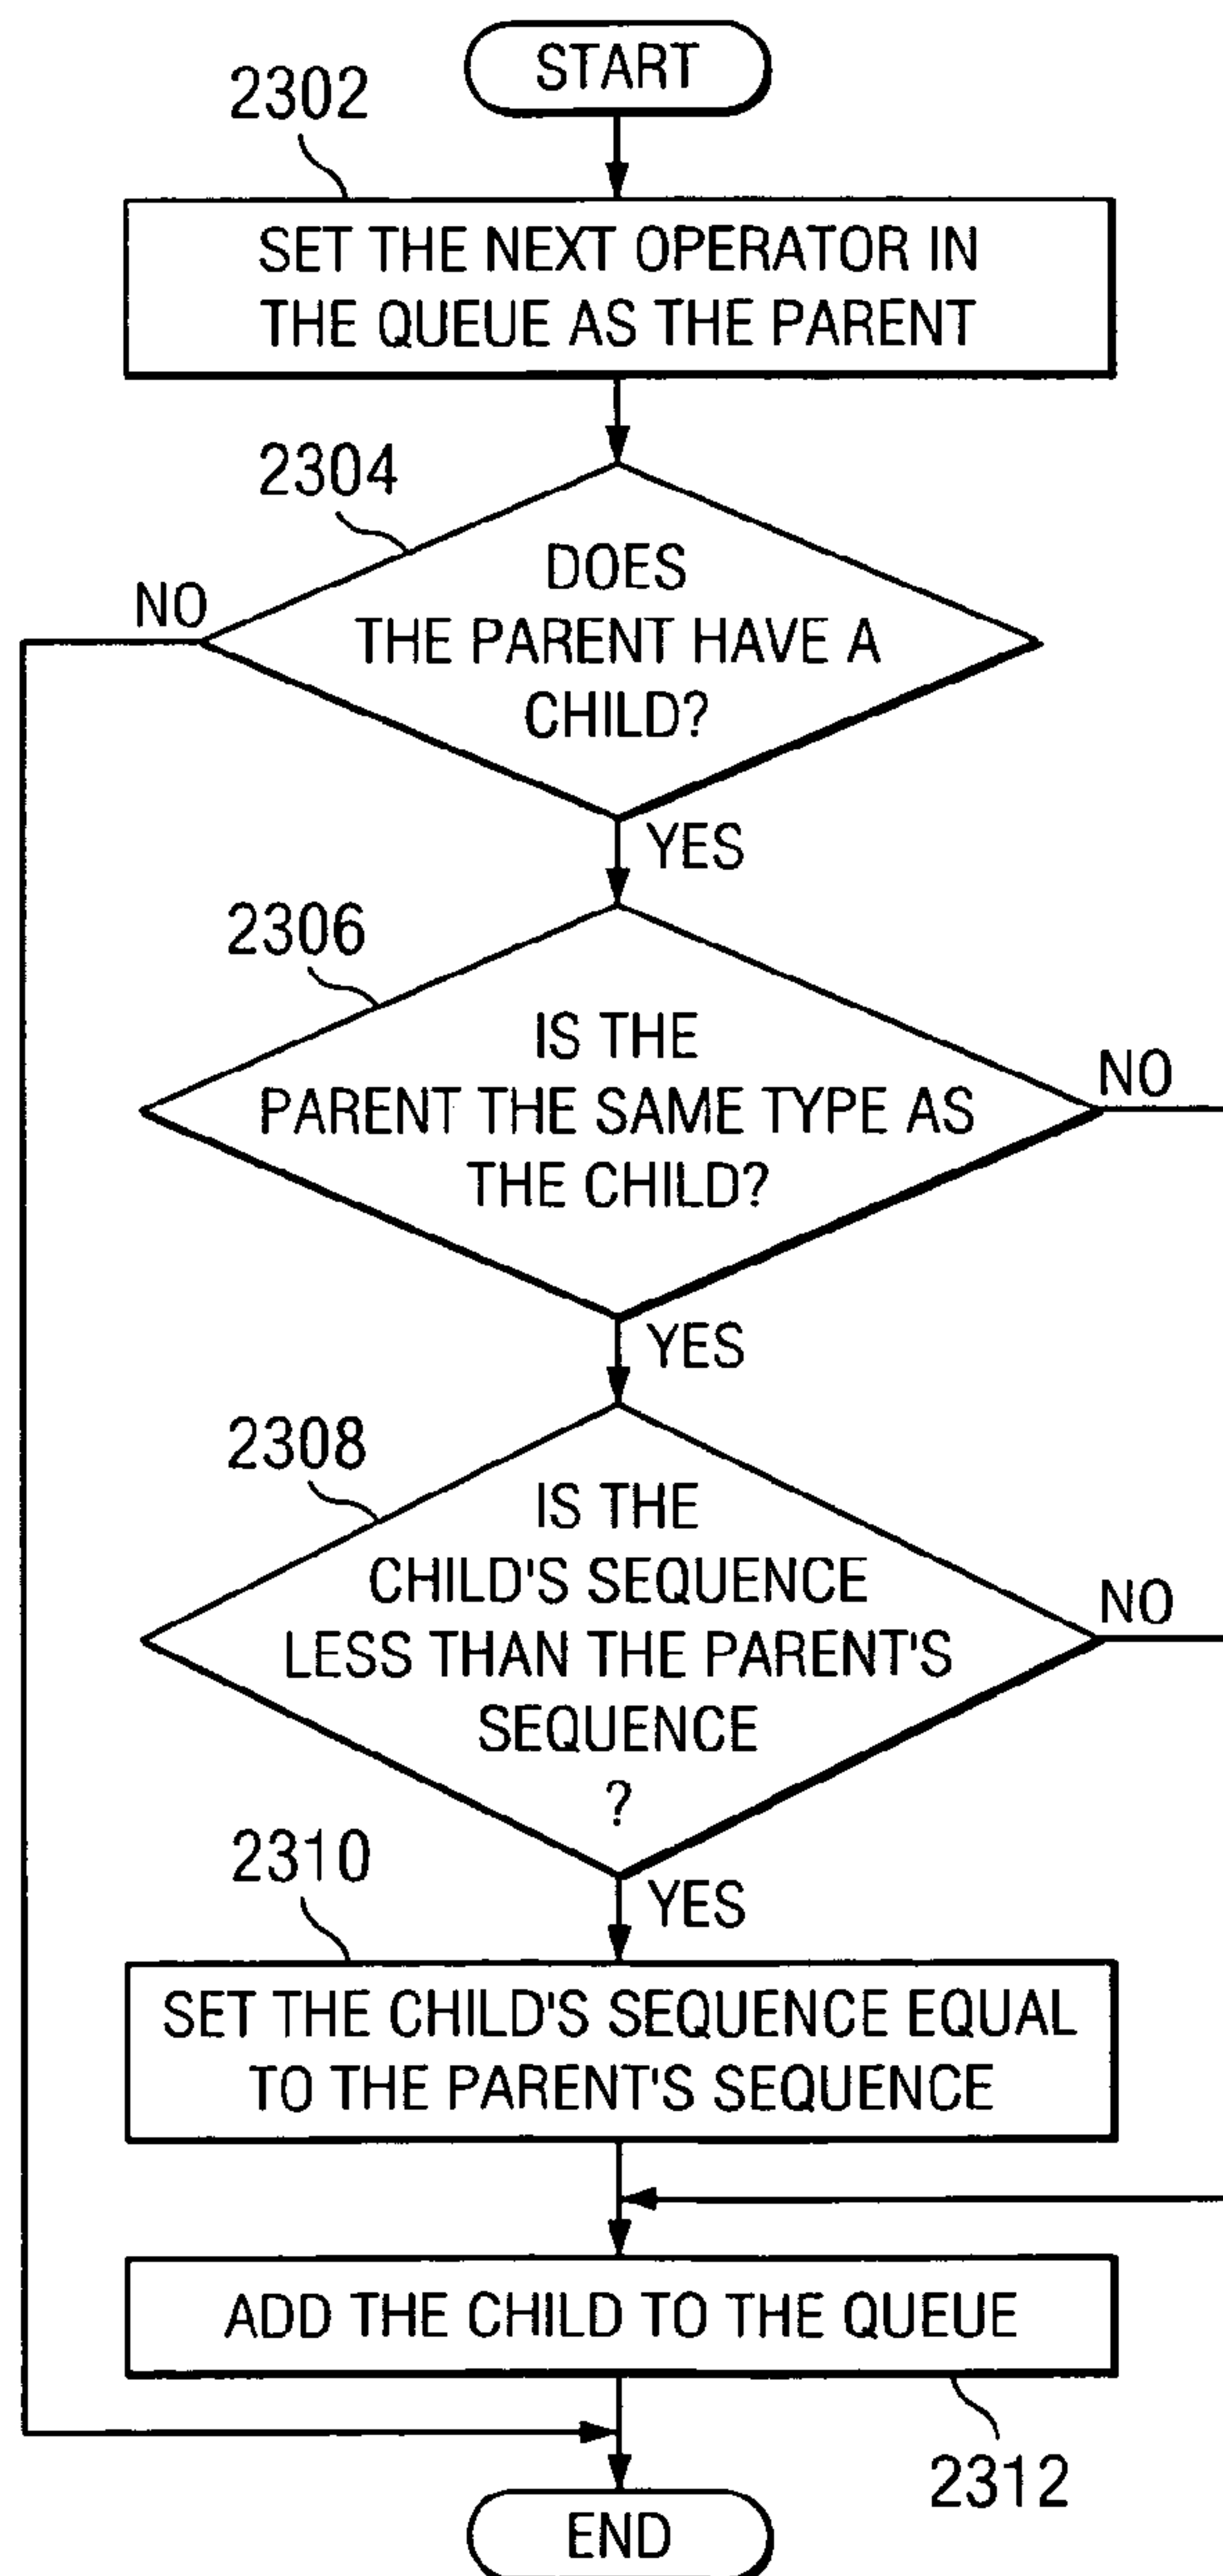 START
2302
SET THE NEXT OPERATOR IN
THE QUEUE AS THE PARENT
2304
DOES
THE PARENT HAVE A
CHILD?
NO
YES
2306
IS THE
PARENT THE SAME TYPE AS
THE CHILD?
NO
YES
2308
IS THE
CHILD'S SEQUENCE
LESS THAN THE PARENT'S
SEQUENCE
?
NO
YES
2310
SET THE CHILD'S SEQUENCE EQUAL
TO THE PARENT'S SEQUENCE
ADD THE CHILD TO THE QUEUE
2312
END